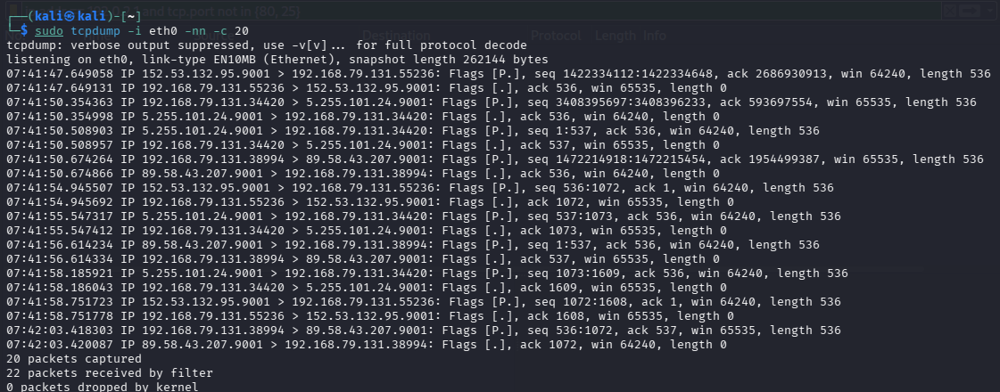 and tcp.port not in [80, 25]
┌──(kali㉿kali)-[~]
└─$ sudo tcpdump -i eth0 -nn -c 20
Destination Protocol Length Info
tcpdump: verbose output suppressed, use -v[v]... for full protocol decode
listening on eth0, link-type EN10MB (Ethernet), snapshot length 262144 bytes
07:41:47.649058 IP 152.53.132.95.9001 > 192.168.79.131.55236: Flags [P.], seq 1422334112:1422334648, ack 2686930913, win 64240, length 536
07:41:47.649131 IP 192.168.79.131.55236 > 152.53.132.95.9001: Flags [.], ack 536, win 65535, length 0
07:41:50.354363 IP 192.168.79.131.34420 > 5.255.101.24.9001: Flags [P.], seq 3408395697:3408396233, ack 593697554, win 65535, length 536
07:41:50.354998 IP 5.255.101.24.9001 > 192.168.79.131.34420: Flags [.], ack 536, win 64240, length 0
07:41:50.508903 IP 5.255.101.24.9001 > 192.168.79.131.34420: Flags [P.], seq 1:537, ack 536, win 64240, length 536
07:41:50.508957 IP 192.168.79.131.34420 > 5.255.101.24.9001: Flags [.], ack 537, win 65535, length 0
07:41:50.674264 IP 192.168.79.131.38994 > 89.58.43.207.9001: Flags [P.], seq 1472214918:1472215454, ack 1954499387, win 65535, length 536
07:41:50.674866 IP 89.58.43.207.9001 > 192.168.79.131.38994: Flags [.], ack 536, win 64240, length 0
07:41:54.945507 IP 152.53.132.95.9001 > 192.168.79.131.55236: Flags [P.], seq 536:1072, ack 1, win 64240, length 536
07:41:54.945692 IP 192.168.79.131.55236 > 152.53.132.95.9001: Flags [.], ack 1072, win 65535, length 0
07:41:55.547317 IP 5.255.101.24.9001 > 192.168.79.131.34420: Flags [P.], seq 537:1073, ack 536, win 64240, length 536
07:41:55.547412 IP 192.168.79.131.34420 > 5.255.101.24.9001: Flags [.], ack 1073, win 65535, length 0
07:41:56.614234 IP 89.58.43.207.9001 > 192.168.79.131.38994: Flags [P.], seq 1:537, ack 536, win 64240, length 536
07:41:56.614334 IP 192.168.79.131.38994 > 89.58.43.207.9001: Flags [.], ack 537, win 65535, length 0
07:41:58.185921 IP 5.255.101.24.9001 > 192.168.79.131.34420: Flags [P.], seq 1073:1609, ack 536, win 64240, length 536
07:41:58.186043 IP 192.168.79.131.34420 > 5.255.101.24.9001: Flags [.], ack 1609, win 65535, length 0
07:41:58.751723 IP 152.53.132.95.9001 > 192.168.79.131.55236: Flags [P.], seq 1072:1608, ack 1, win 64240, length 536
07:41:58.751778 IP 192.168.79.131.55236 > 152.53.132.95.9001: Flags [.], ack 1608, win 65535, length 0
07:42:03.418303 IP 192.168.79.131.38994 > 89.58.43.207.9001: Flags [P.], seq 536:1072, ack 537, win 65535, length 536
07:42:03.420087 IP 89.58.43.207.9001 > 192.168.79.131.38994: Flags [.], ack 1072, win 64240, length 0
20 packets captured
22 packets received by filter
0 packets dropped by kernel